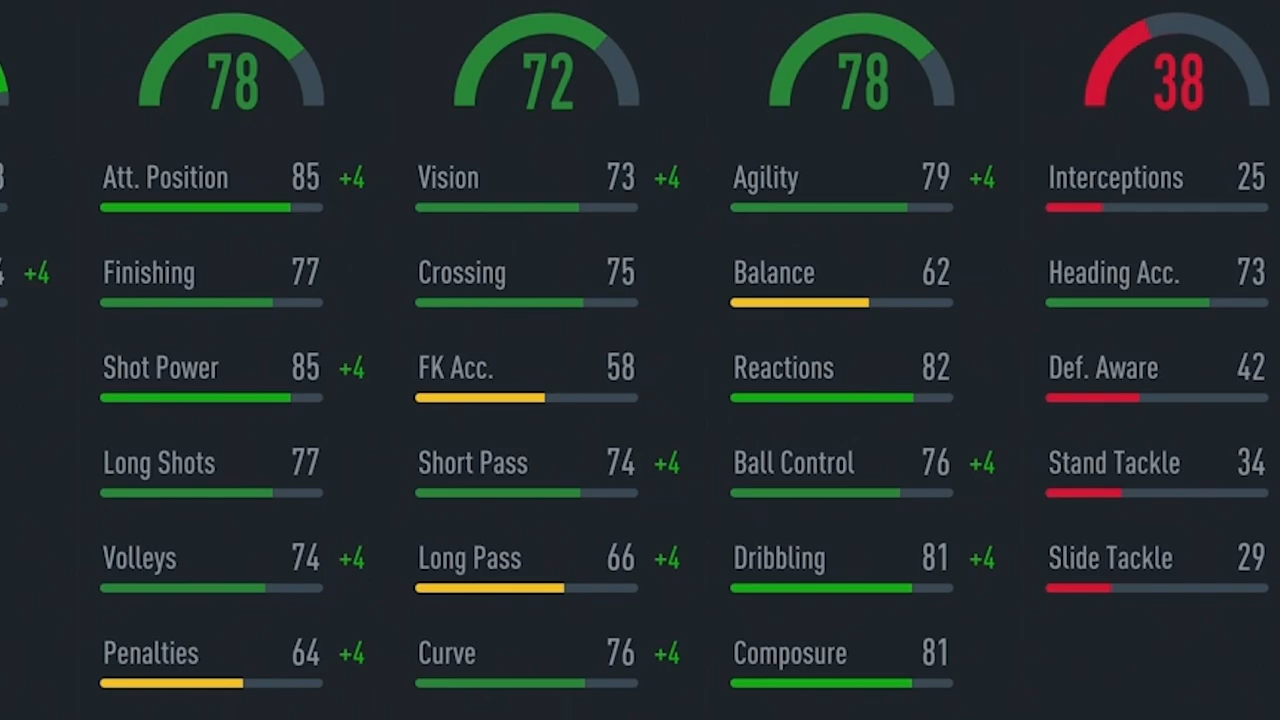 78 72 78 38
Att. Position 85 +4 Vision 73 +4 Agility 79 +4 Interceptions 25
+4 Finishing 77 Crossing 75 Balance 62 Heading Acc. 73
Shot Power 85 +4 FK Acc. 58 Reactions 82 Def. Aware 42
Long Shots 77 Short Pass 74 +4 Ball Control 76 +4 Stand Tackle 34
Volleys 74 +4 Long Pass 66 +4 Dribbling 81 +4 Slide Tackle 29
Penalties 64 +4 Curve 76 +4 Composure 81